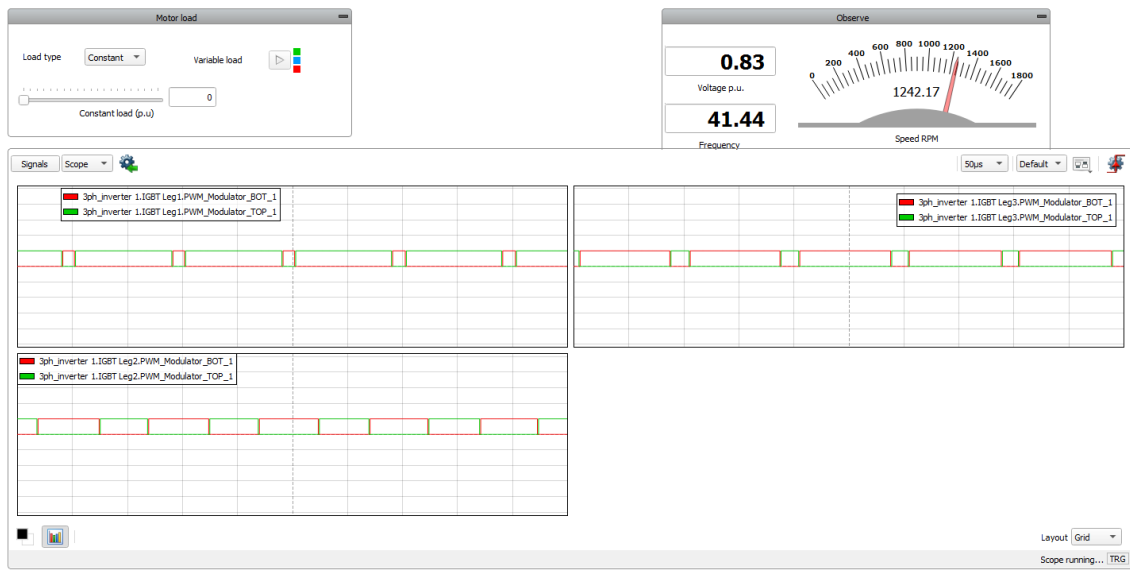 Motor load
Load type
Constant
Variable load
0
Constant load (p.u)
Observe
0.83
Voltage p.u.
41.44
Frequency
0 200 400 600 800 1000 1200 1400 1600 1800
1242.17
Speed RPM
Signals
Scope
50µs
Default
3ph_inverter 1.IGBT Leg1.PWM_Modulator_BOT_1
3ph_inverter 1.IGBT Leg1.PWM_Modulator_TOP_1
3ph_inverter 1.IGBT Leg3.PWM_Modulator_BOT_1
3ph_inverter 1.IGBT Leg3.PWM_Modulator_TOP_1
3ph_inverter 1.IGBT Leg2.PWM_Modulator_BOT_1
3ph_inverter 1.IGBT Leg2.PWM_Modulator_TOP_1
Layout
Grid
Scope running...
TRG